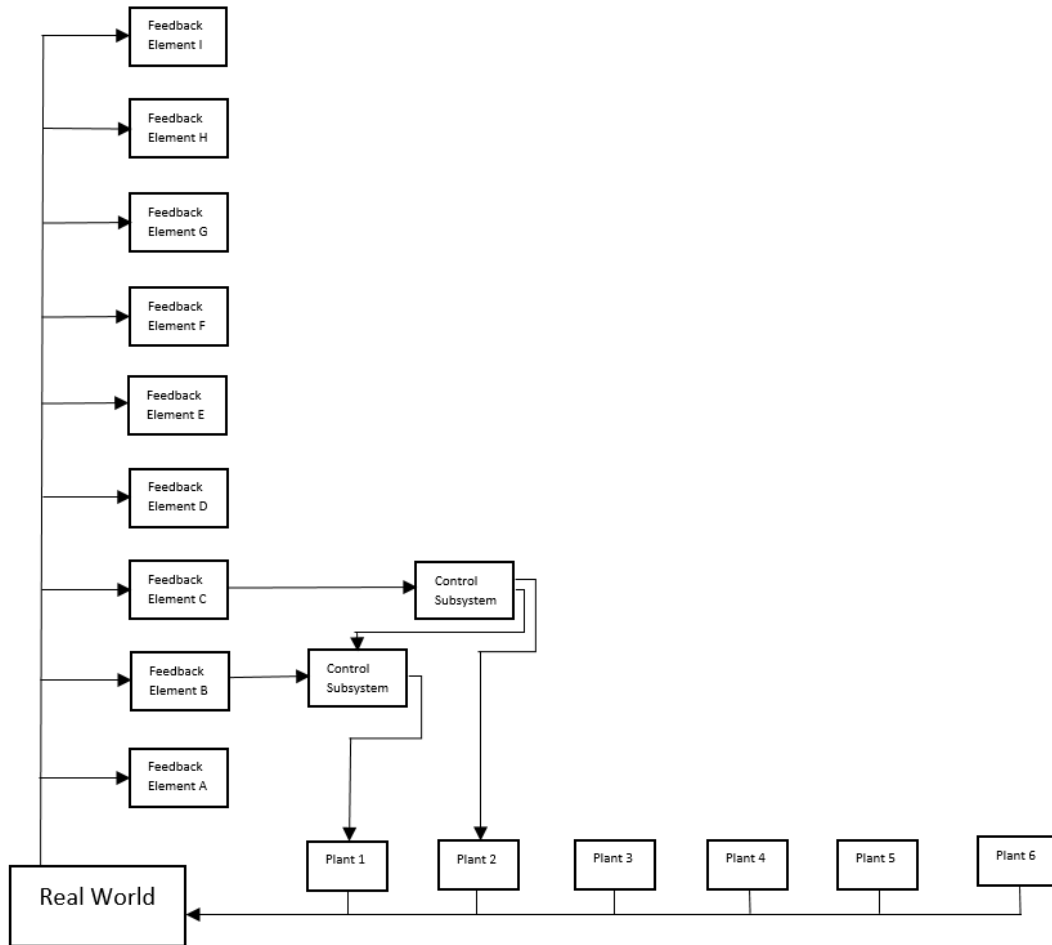 Feedback
Element I
Feedback
Element H
Feedback
Element G
Feedback
Element F
Feedback
Element E
Feedback
Element D
Feedback
Element C
Control
Subsystem
Feedback
Element B
Control
Subsystem
Feedback
Element A
Plant 1
Plant 2
Plant 3
Plant 4
Plant 5
Plant 6
Real World